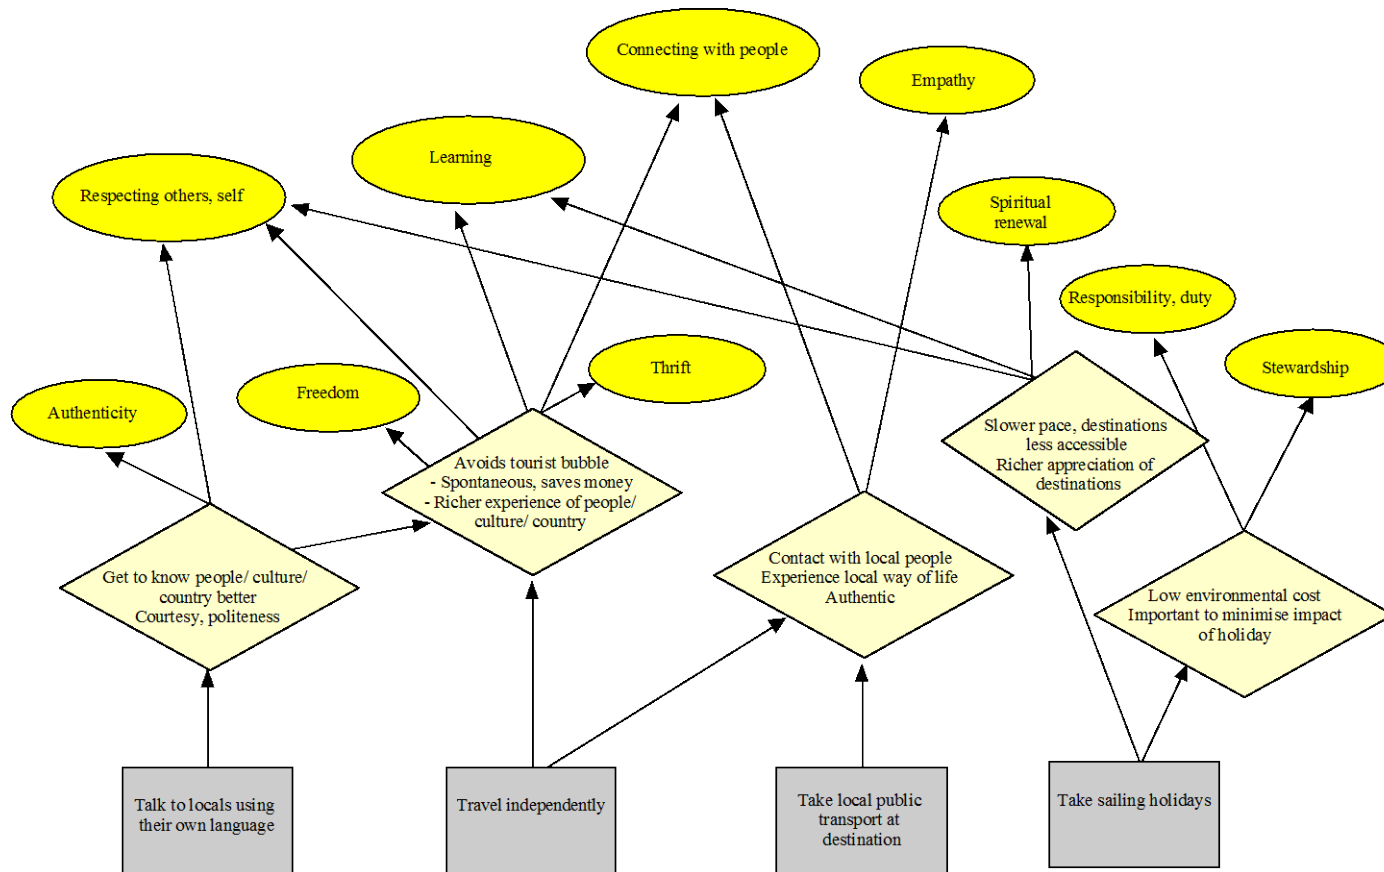 Connecting with people
Empathy
Learning
Respecting others, self
Spiritual
renewal
Responsibility, duty
Thrift
Stewardship
Freedom
Authenticity
Slower pace, destinations
less accessible
Richer appreciation of
destinations
Avoids tourist bubble
- Spontaneous, saves money
- Richer experience of people/
culture/ country
Contact with local people
Experience local way of life
Authentic
Get to know people/ culture/
country better
Courtesy, politeness
Low environmental cost
Important to minimise impact
of holiday
Talk to locals using
their own language
Travel independently
Take local public
transport at
destination
Take sailing holidays